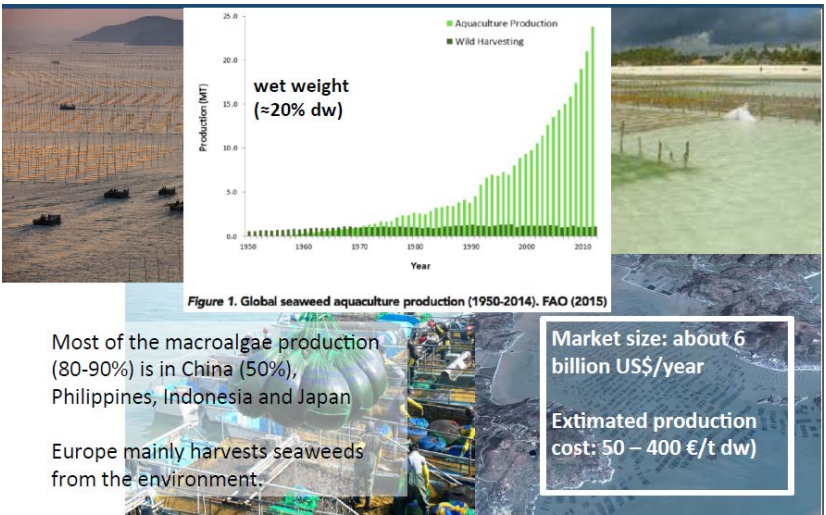 25.0
20.0
15.0
10.0
5.0
0.0
Production (MT)
Aquaculture Production
Wild Harvesting
wet weight
(≈20% dw)
1950
1960
1970
1980
1990
2000
2010
Year
Figure 1. Global seaweed aquaculture production (1950-2014). FAO (2015)
Most of the macroalgae production
(80-90%) is in China (50%),
Philippines, Indonesia and Japan
Europe mainly harvests seaweeds
from the environment.
Market size: about 6
billion US$/year
Extimated production
cost: 50 – 400 €/t dw)